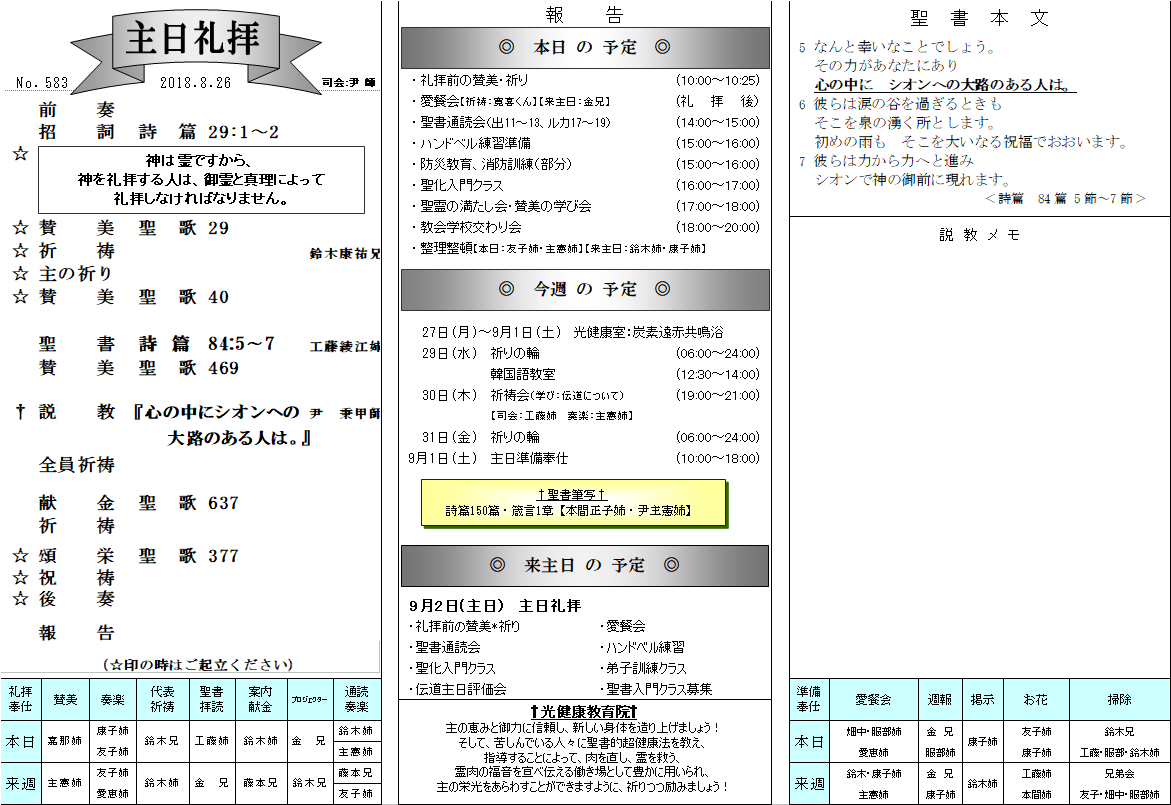 主日礼拝
No. 583 2018.8.26 司会:尹 師
前 奏
招 詞 詩 篇 29:1〜2
☆
神は霊ですから、
神を礼拝する人は、御霊と真理によって
礼拝しなければなりません。
☆ 賛 美 聖 歌 29
☆ 祈 祷 鈴木康祐兄
☆ 主の祈り
☆ 賛 美 聖 歌 40
聖 書 詩 篇 84:5〜7 工藤綾江姉
賛 美 聖 歌 469
† 説 教 『心の中にシオンへの 尹 秉甲師
大路のある人は。』
全員祈祷
献 金 聖 歌 637
祈 祷
☆ 頌 栄 聖 歌 377
☆ 祝 祷
☆ 後 奏
報 告
(☆印の時はご起立ください)
礼拝奉仕 賛美 奏楽 代表祈祷 聖書拝読 案内献金 プロジェクター 通読奏楽
本日 嘉那姉 康子姉 友子姉 鈴木兄 工藤姉 鈴木姉 金 兄 鈴木姉 主憲姉
来週 主憲姉 友子姉 愛恵姉 鈴木姉 金 兄 藤本兄 鈴木兄 藤本兄 友子姉
報 告
◎ 本日 の 予定 ◎
・礼拝前の賛美・祈り (10:00〜10:25)
・愛餐会【祈祷:寛喜くん】【来主日:金兄】 (礼 拝 後)
・聖書通読会(出11〜13、ルカ17〜19) (14:00〜15:00)
・ハンドベル練習準備 (15:00〜16:00)
・防災教育、消防訓練(部分) (15:00〜16:00)
・聖化入門クラス (16:00〜17:00)
・聖霊の満たし会・賛美の学び会 (17:00〜18:00)
・教会学校交わり会 (18:00〜20:00)
・整理整頓【本日:友子姉・主憲姉】【来主日:鈴木姉・康子姉】
◎ 今週 の 予定 ◎
27日(月)〜9月1日(土) 光健康室:炭素遠赤共鳴浴
29日(水) 祈りの輪 (06:00〜24:00)
韓国語教室 (12:30〜14:00)
30日(木) 祈祷会(学び:伝道について) (19:00〜21:00)
【司会:工藤姉 奏楽:主憲姉】
31日(金) 祈りの輪 (06:00〜24:00)
9月1日(土) 主日準備奉仕 (10:00〜18:00)
†聖書筆写†
詩篇150篇・箴言1章【本間正子姉・尹主憲姉】
◎ 来主日 の 予定 ◎
9月2日(主日) 主日礼拝
・礼拝前の賛美*祈り ・愛餐会
・聖書通読会 ・ハンドベル練習
・聖化入門クラス ・弟子訓練クラス
・伝道主日評価会 ・聖書入門クラス募集
†光健康教育院†
主の恵みと御力に信頼し、新しい身体を造り上げましょう!
そして、苦しんでいる人々に聖書的超健康法を教え、
指導することによって、肉を直し、霊を救う、
霊肉の福音を宣べ伝える働き場として豊かに用いられ、
主の栄光をあらわすことができますように、祈りつつ励みましょう!
聖 書 本 文
5 なんと幸いなことでしょう。
その力があなたにあり
心の中に シオンへの大路のある人は。
6 彼らは涙の谷を過ぎるときも
そこを泉の湧く所とします。
初めの雨も そこを大いなる祝福でおおいます。
7 彼らは力から力へと進み
シオンで神の御前に現れます。
<詩篇 84篇 5節〜7節>
説 教 メ モ
準備奉仕 愛餐会 週報 掲示 お花 掃除
本日 畑中・服部姉 愛恵姉 金 兄 服部姉 康子姉 友子姉 康子姉 鈴木兄 工藤・服部・鈴木姉
来週 鈴木・康子姉 主憲姉 金 兄 康子姉 鈴木姉 工藤姉 本間姉 兄弟会 友子・畑中・服部姉